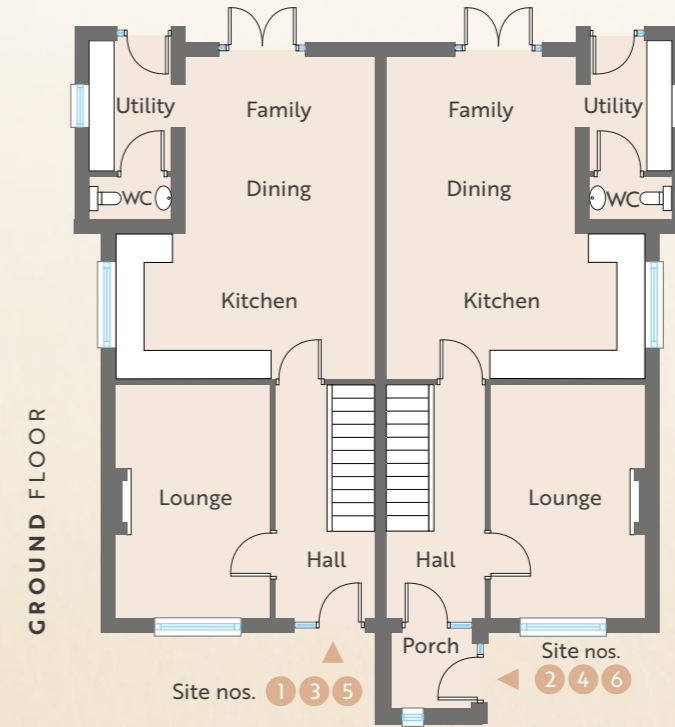 Utility Family Family Utility
WC Dining Dining WC
Kitchen Kitchen
GROUND FLOOR
Lounge Lounge
Hall Hall
Porch
Site nos. 1 3 5
Site nos.
2 4 6